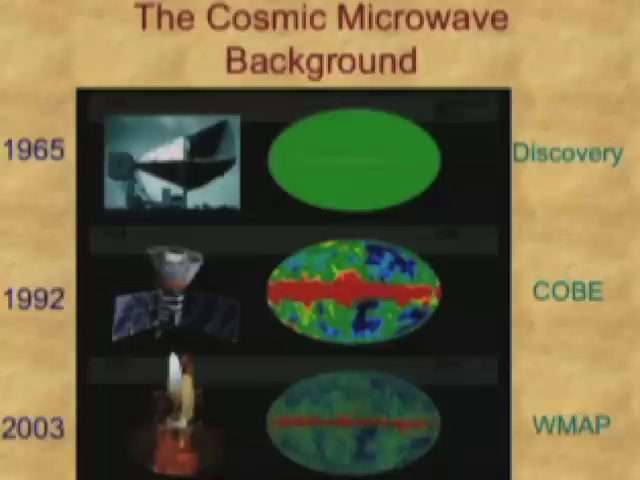 The Cosmic Microwave
Background
1965
Discovery
1992
COBE
2003
WMAP